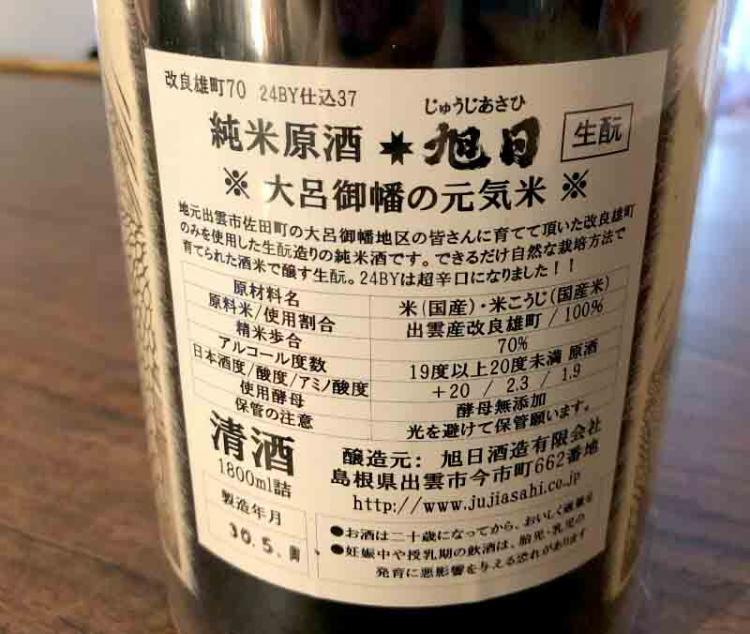 改良雄町70 24BY仕込37
じゅうじあさひ
純米原酒 旭日 生酛
※ 大呂御幡の元気米 ※
地元出雲市佐田町の大呂御幡地区の皆さんに育てて頂いた改良雄町
のみを使用した生酛造りの純米酒です。できるだけ自然な栽培方法で
育てられた酒米で醸す生酛。24BYは超辛口になりました！！
原材料名 米(国産)・米こうじ(国産米)
原料米/使用割合 出雲産改良雄町 / 100%
精米歩合 70%
アルコール度数 19度以上20度未満 原酒
日本酒度/酸度/アミノ酸度 +20 / 2.3 / 1.9
使用酵母 酵母無添加
保管の注意 光を避けて保管願います。
清酒
1800ml詰
醸造元: 旭日酒造有限会社
島根県出雲市今市町662番地
http://www.jujiasahi.co.jp
製造年月
30.5.
●お酒は二十歳になってから、おいしく適量を
●妊娠中や授乳期の飲酒は、胎児・乳児の
発育に悪影響を与える恐れがあります